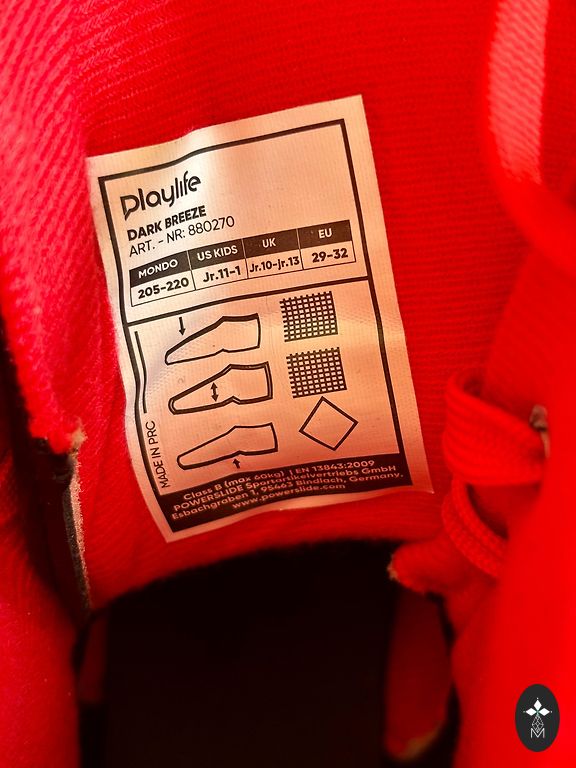 Playlife
DARK BREEZE
ART. - NR: 880270
MONDO US KIDS UK EU
205-220 Jr.11-1 Jr.10-jr.13 29-32
MADE IN PRC
Class B (max 60kg) | EN 13843:2009
POWERSLIDE Sportartikelvertriebs GmbH
Esbachgraben 1, 95463 Bindlach, Germany.
www.powerslide.com
M